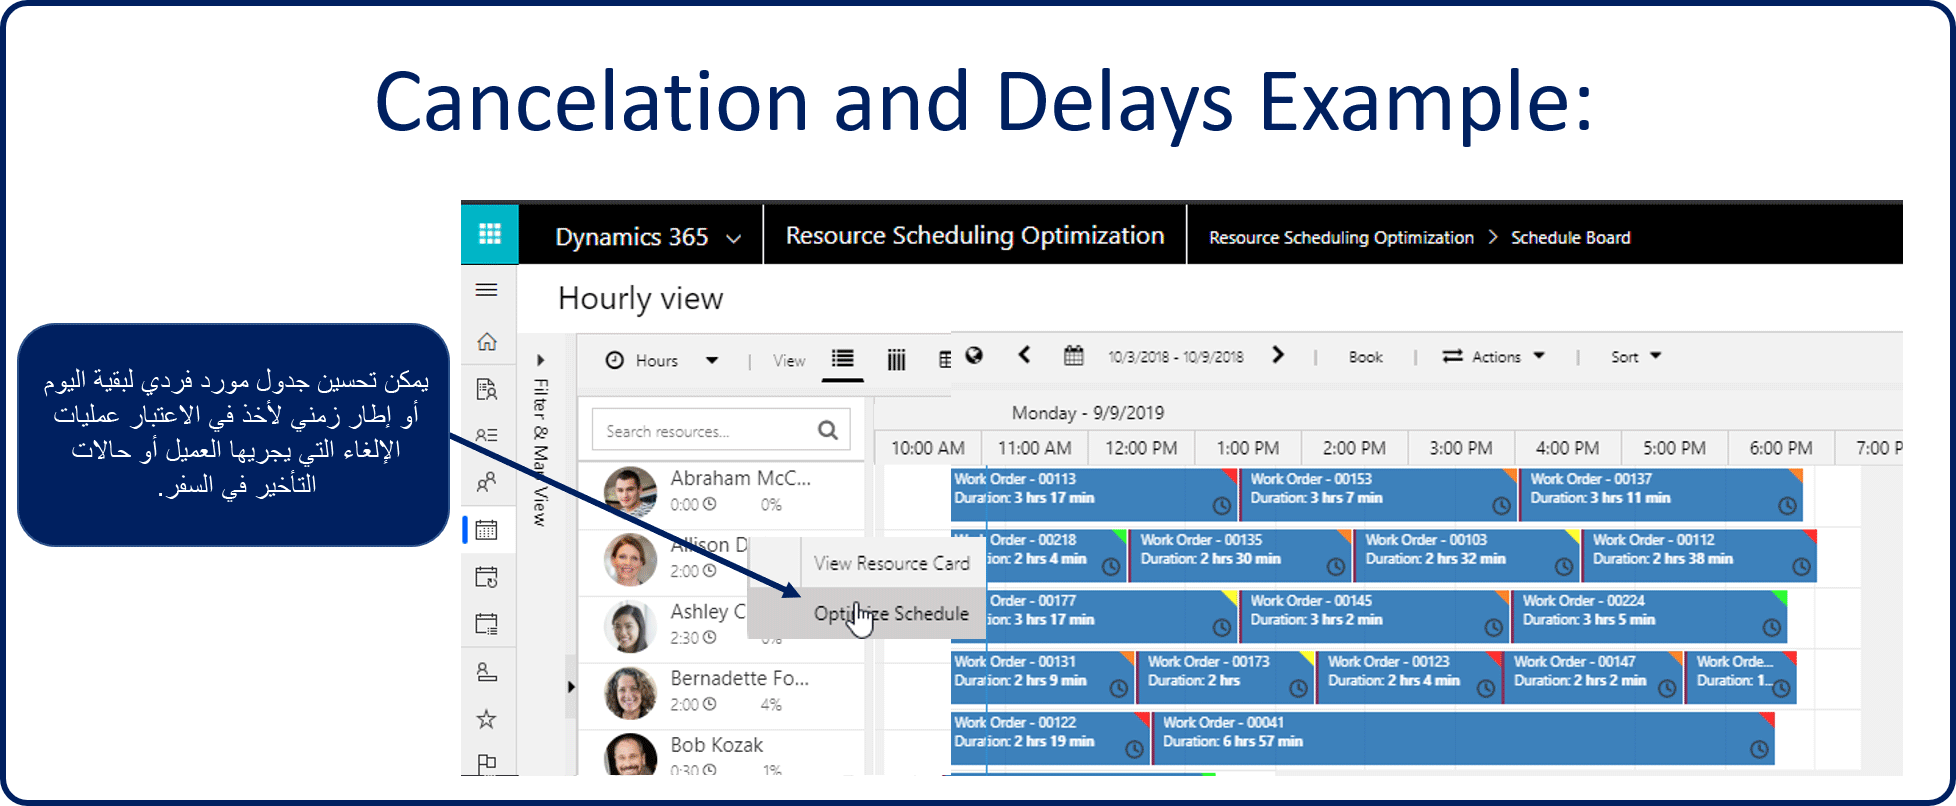 Cancelation and Delays Example:
Dynamics 365
Resource Scheduling Optimization
Resource Scheduling Optimization > Schedule Board
Hourly view
يمكن تحسين جدول مورد فردي لبقية اليوم
أو إطار زمني لأخذ في الاعتبار عمليات
الإلغاء التي يجريها العميل أو حالات
التأخير في السفر.
Filter & Map View
Hours
View
10/3/2018 - 10/9/2018
Book
Actions
Sort
Search resources...
Monday - 9/9/2019
10:00 AM 11:00 AM 12:00 PM 1:00 PM 2:00 PM 3:00 PM 4:00 PM 5:00 PM 6:00 PM 7:00 P
Abraham McC...
0:00 0%
Work Order - 00113
Duration: 3 hrs 17 min
Work Order - 00153
Duration: 3 hrs 7 min
Work Order - 00137
Duration: 3 hrs 11 min
Allison D
2:00
View Resource Card
Optimize Schedule
Order - 00218
ion: 2 hrs 4 min
Work Order - 00135
Duration: 2 hrs 30 min
Work Order - 00103
Duration: 2 hrs 32 min
Work Order - 00112
Duration: 2 hrs 38 min
Ashley C
2:30 0%
Order - 00177
ion: 3 hrs 17 min
Work Order - 00145
Duration: 3 hrs 2 min
Work Order - 00224
Duration: 3 hrs 5 min
Bernadette Fo...
2:00 4%
Work Order - 00131
Duration: 2 hrs 9 min
Work Order - 00173
Duration: 2 hrs
Work Order - 00123
Duration: 2 hrs 4 min
Work Order - 00147
Duration: 2 hrs 2 min
Work Orde...
Duration: 1...
Bob Kozak
0:30 1%
Work Order - 00122
Duration: 2 hrs 19 min
Work Order - 00041
Duration: 6 hrs 57 min